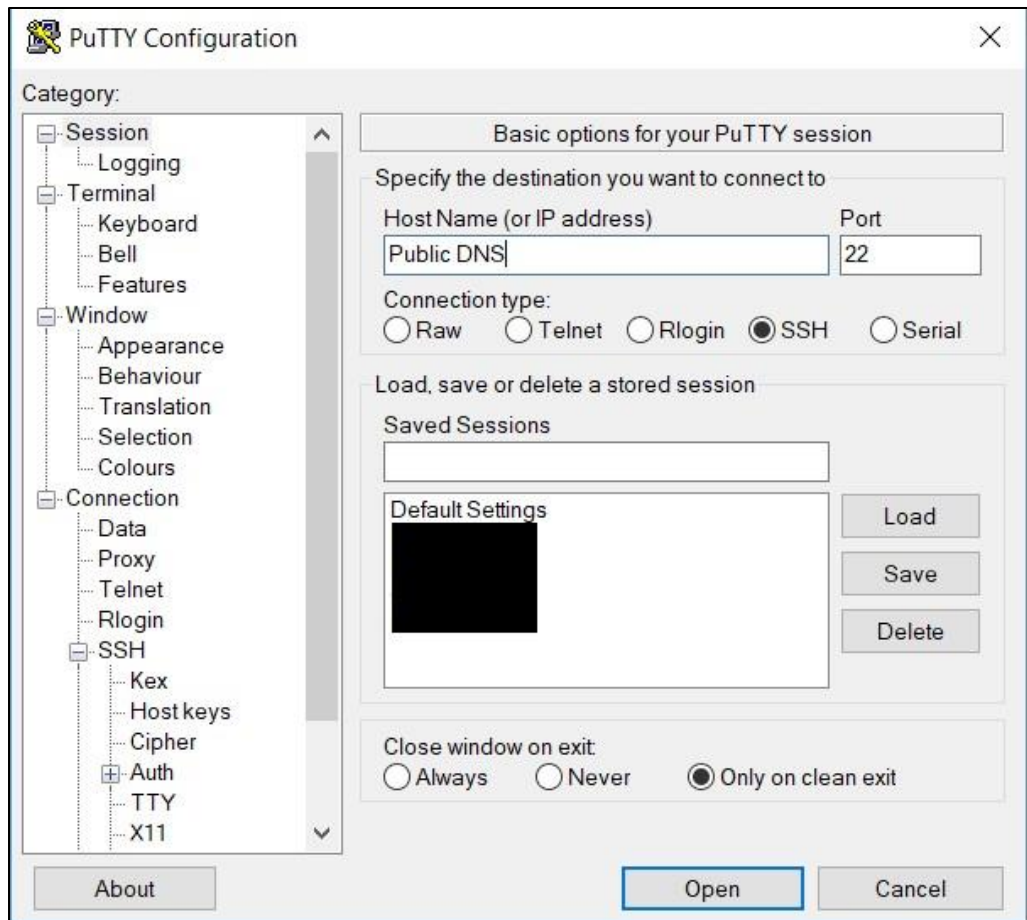 PuTTY Configuration
Category:
Session
Logging
Terminal
Keyboard
Bell
Features
Window
Appearance
Behaviour
Translation
Selection
Colours
Connection
Data
Proxy
Telnet
Rlogin
SSH
Kex
Host keys
Cipher
Auth
TTY
X11
Basic options for your PuTTY session
Specify the destination you want to connect to
Host Name (or IP address) Port
Public DNS 22
Connection type:
Raw Telnet Rlogin SSH Serial
Load, save or delete a stored session
Saved Sessions
Default Settings
Load
Save
Delete
Close window on exit:
Always Never Only on clean exit
About Open Cancel